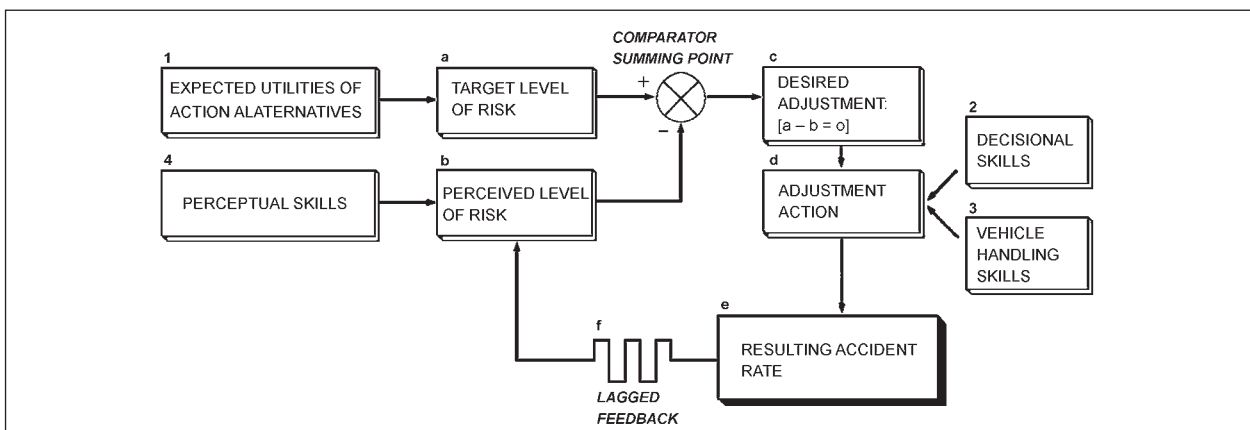 1
EXPECTED UTILITIES OF
ACTION ALATERNATIVES
a
TARGET LEVEL
OF RISK
COMPARATOR
SUMMING POINT
+
–
c
DESIRED
ADJUSTMENT:
[a – b = o]
2
DECISIONAL
SKILLS
4
PERCEPTUAL SKILLS
b
PERCEIVED LEVEL
OF RISK
d
ADJUSTMENT
ACTION
3
VEHICLE
HANDLING
SKILLS
e
RESULTING ACCIDENT
RATE
f
LAGGED
FEEDBACK